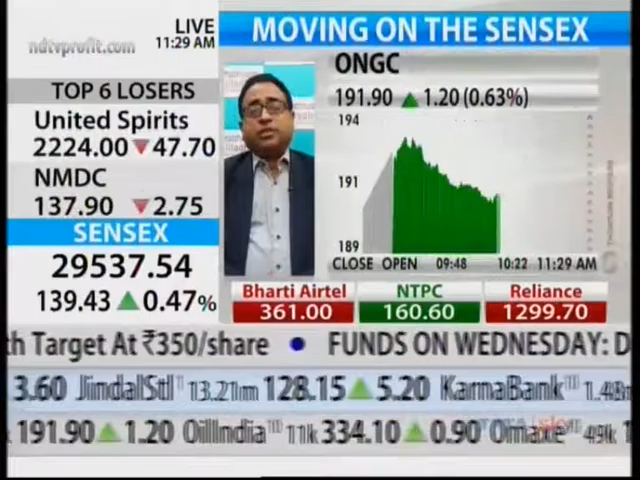 LIVE
ndtvprofit.com
11:29 AM
MOVING ON THE SENSEX
TOP 6 LOSERS
United Spirits
2224.00 ▼ 47.70
NMDC
137.90 ▼ 2.75
SENSEX
29537.54
139.43 ▲ 0.47%
ONGC
191.90 ▲ 1.20 (0.63%)
194
191
189
CLOSE OPEN 09:48 10:22 11:29 AM
Bharti Airtel NTPC Reliance
361.00 160.60 1299.70
th Target At ₹350/share ● FUNDS ON WEDNESDAY: D
3.60 JindalStl 13.21m 128.15 ▲ 5.20 KarnaBank 1.48m
191.90 ▲ 1.20 OilIndia 11k 334.10 ▲ 0.90 Omaxe 49k